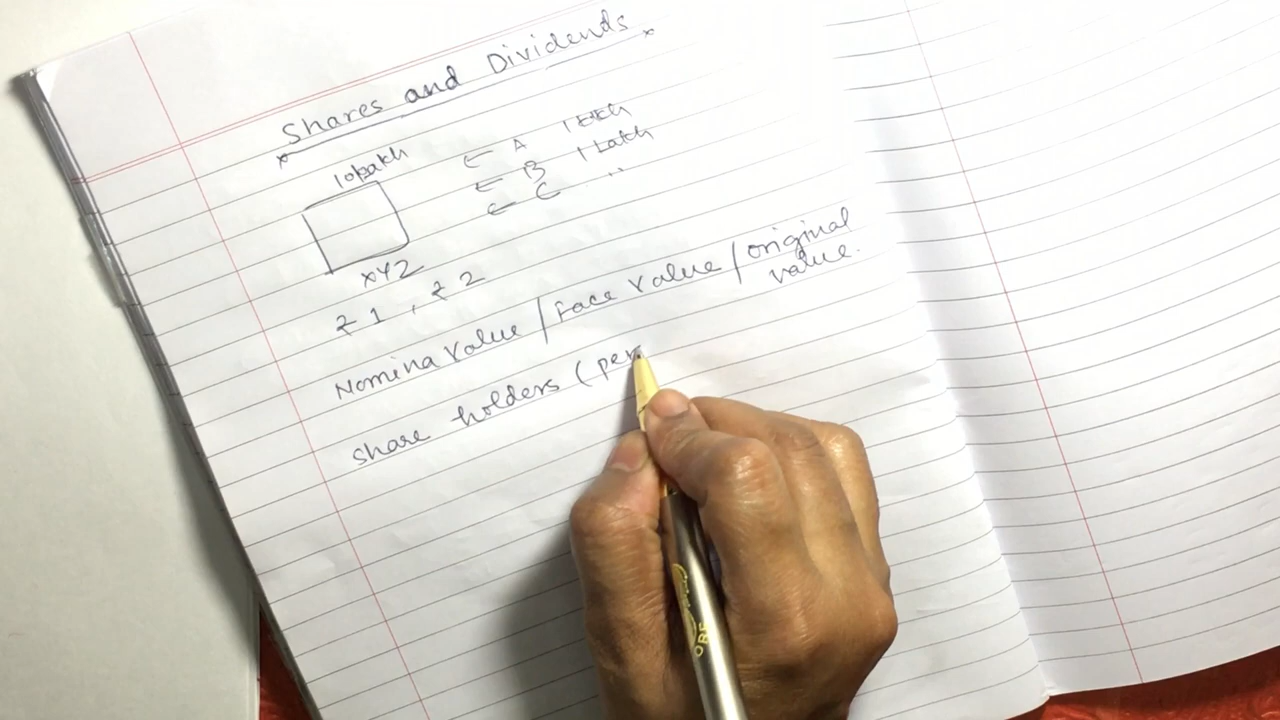 Shares and Dividends
10 Lakh
← A 1 Lakh
← B 1 Lakh
← C "
XYZ
₹ 1 , ₹ 2
Nomina Value / Face Value / original
value.
Share holders (per